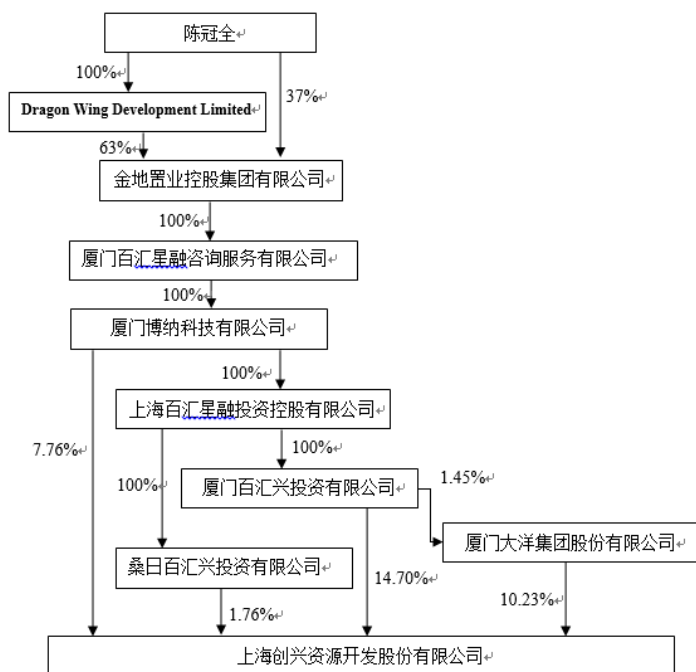 陈冠全
100%
37%
Dragon Wing Development Limited
63%
金地置业控股集团有限公司
100%
厦门百汇星融咨询服务有限公司
100%
厦门博纳科技有限公司
100%
上海百汇星融投资控股有限公司
7.76%
100%
100%
厦门百汇兴投资有限公司
1.45%
厦门大洋集团股份有限公司
桑日百汇兴投资有限公司
14.70%
10.23%
1.76%
上海创兴资源开发股份有限公司